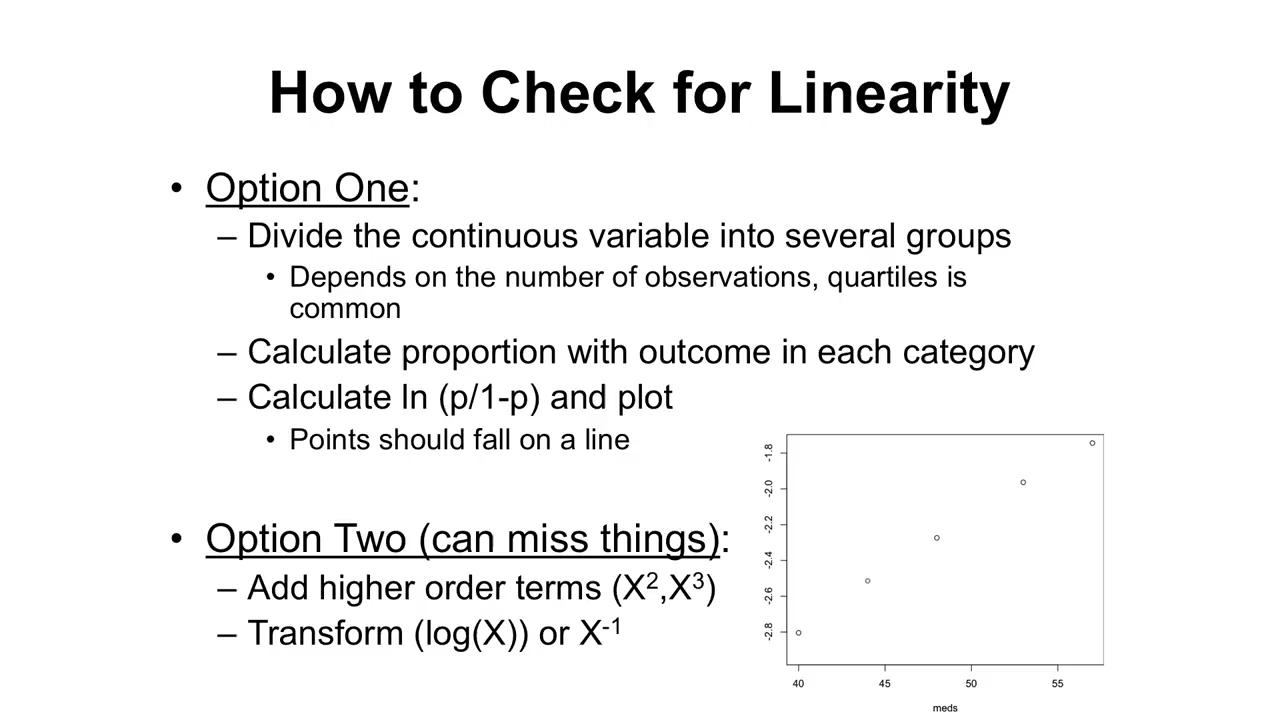 How to Check for Linearity
• Option One:
– Divide the continuous variable into several groups
• Depends on the number of observations, quartiles is
common
– Calculate proportion with outcome in each category
– Calculate ln (p/1-p) and plot
• Points should fall on a line
• Option Two (can miss things):
– Add higher order terms (X²,X³)
– Transform (log(X)) or X⁻¹
-1.8
-2.0
-2.2
-2.4
-2.6
-2.8
40 45 50 55
meds